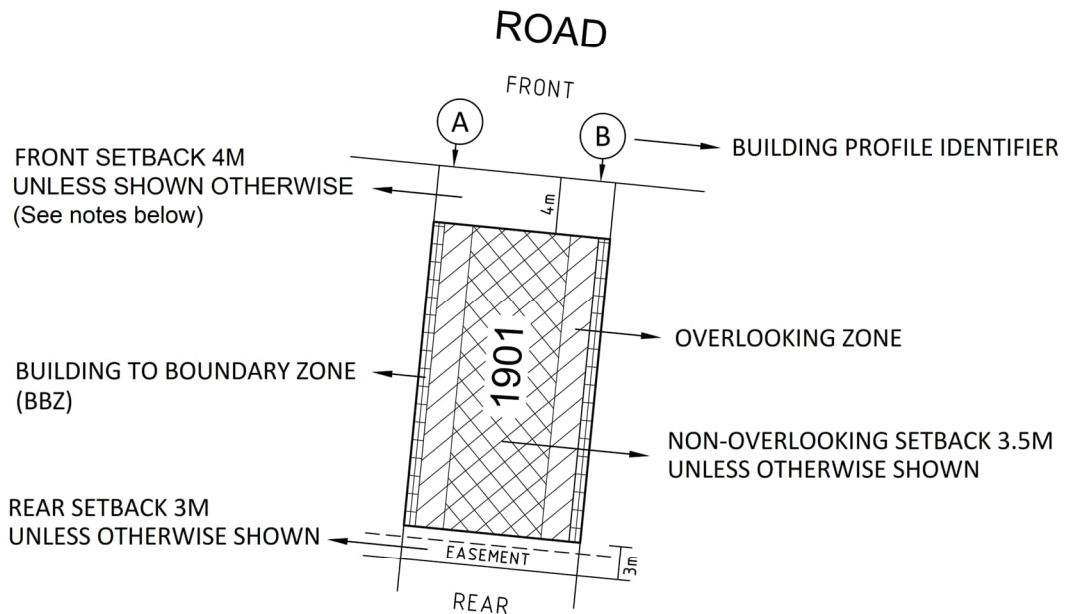 ROAD
FRONT
A
B
BUILDING PROFILE IDENTIFIER
FRONT SETBACK 4M
UNLESS SHOWN OTHERWISE
(See notes below)
4m
1901
OVERLOOKING ZONE
BUILDING TO BOUNDARY ZONE
(BBZ)
NON-OVERLOOKING SETBACK 3.5M
UNLESS OTHERWISE SHOWN
REAR SETBACK 3M
UNLESS OTHERWISE SHOWN
EASEMENT
3m
REAR